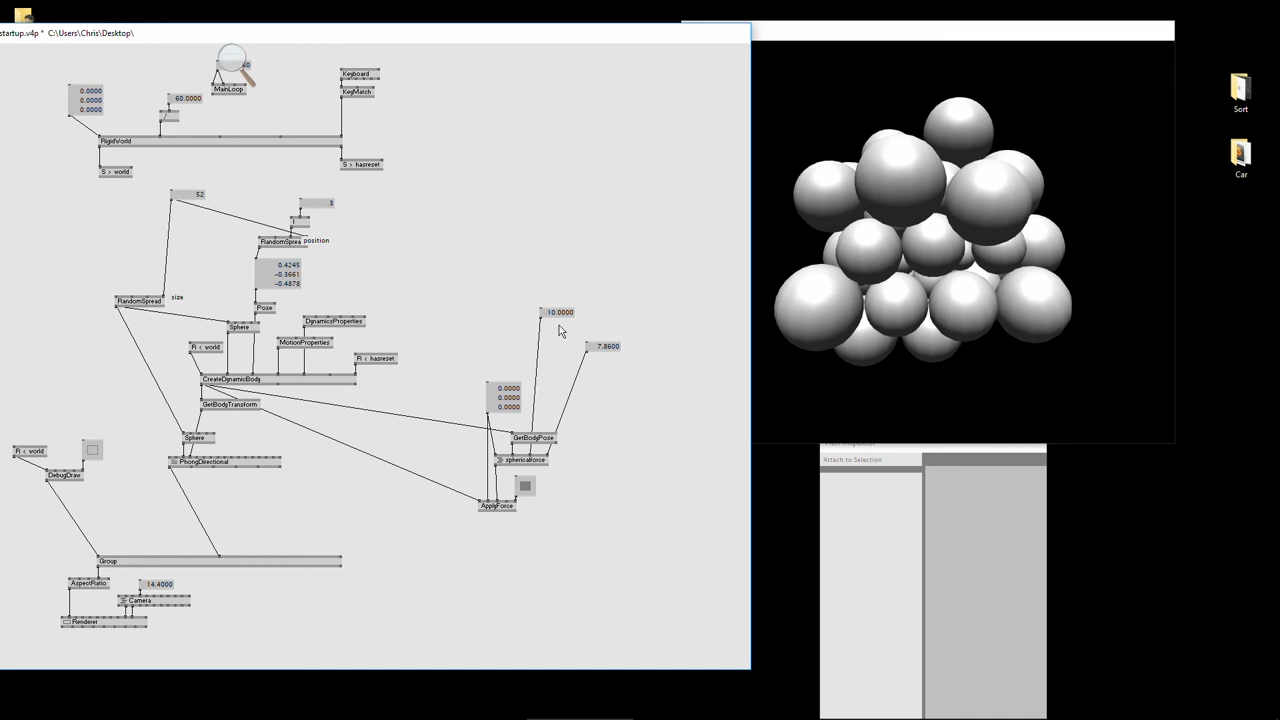 startup.v4p * C:\Users\Chris\Desktop\
60
MainLoop
Keyboard
KeyMatch
0.0000
0.0000
0.0000
60.0000
/
RigidWorld
S > world
S > hasreset
52
3
RandomSprea
position
0.4245
-0.3661
-0.4878
RandomSpread
size
Pose
Sphere
DynamicsProperties
MotionProperties
R < world
R < hasreset
CreateDynamicBody
GetBodyTransform
10.0000
7.8600
0.0000
0.0000
0.0000
Sphere
GetBodyPose
PhongDirectional
sphericalforce
R < world
DebugDraw
ApplyForce
Group
AspectRatio
14.4000
Camera
Renderer
Attach to Selection
Sort
Car